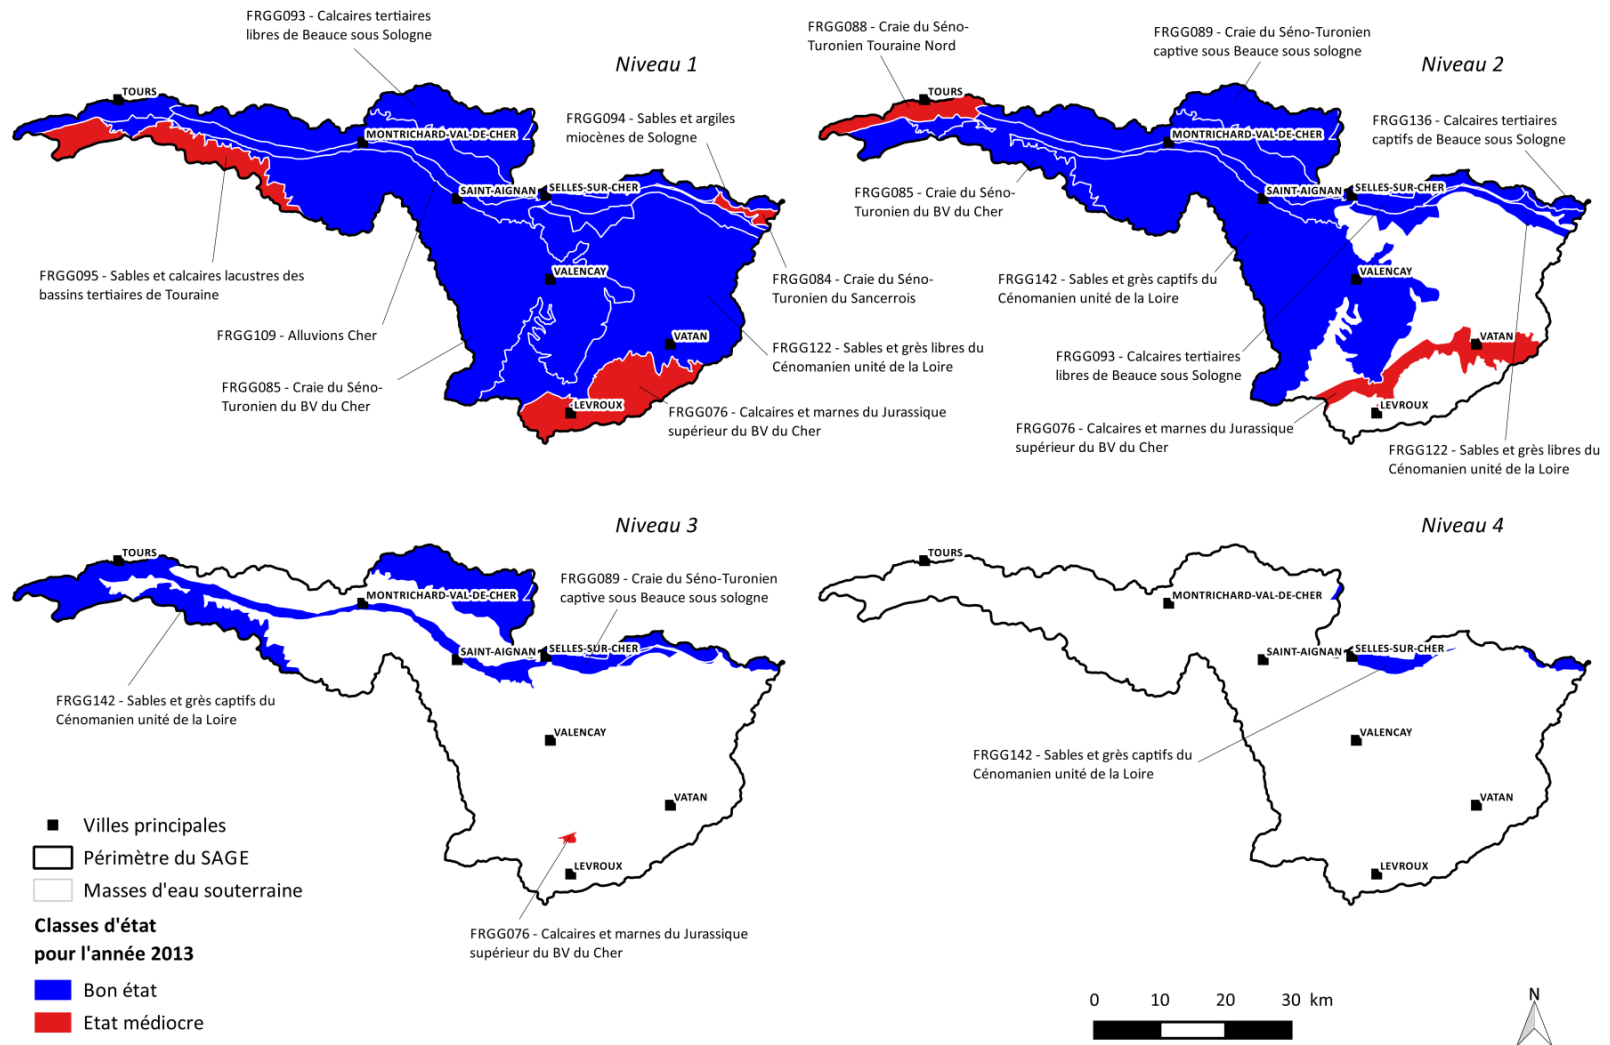 FRGG093 - Calcaires tertiaires
libres de Beauce sous Sologne
Niveau 1
TOURS
MONTRICHARD-VAL-DE-CHER
FRGG094 - Sables et argiles
miocènes de Sologne
SAINT-AIGNAN
SELLES-SUR-CHER
FRGG095 - Sables et calcaires lacustres des
bassins tertiaires de Touraine
VALENCAY
FRGG084 - Craie du Séno-
Turonien du Sancerrois
FRGG109 - Alluvions Cher
VATAN
FRGG122 - Sables et grès libres du
Cénomanien unité de la Loire
FRGG085 - Craie du Séno-
Turonien du BV du Cher
LEVROUX
FRGG076 - Calcaires et marnes du Jurassique
supérieur du BV du Cher
FRGG088 - Craie du Séno-
Turonien Touraine Nord
FRGG089 - Craie du Séno-Turonien
captive sous Beauce sous sologne
Niveau 2
TOURS
MONTRICHARD-VAL-DE-CHER
FRGG136 - Calcaires tertiaires
captifs de Beauce sous Sologne
FRGG085 - Craie du Séno-
Turonien du BV du Cher
SAINT-AIGNAN
SELLES-SUR-CHER
FRGG142 - Sables et grès captifs du
Cénomanien unité de la Loire
VALENCAY
VATAN
FRGG093 - Calcaires tertiaires
libres de Beauce sous Sologne
LEVROUX
FRGG076 - Calcaires et marnes du Jurassique
supérieur du BV du Cher
FRGG122 - Sables et grès libres du
Cénomanien unité de la Loire
Niveau 3
TOURS
FRGG089 - Craie du Séno-Turonien
captive sous Beauce sous sologne
MONTRICHARD-VAL-DE-CHER
SAINT-AIGNAN
SELLES-SUR-CHER
FRGG142 - Sables et grès captifs du
Cénomanien unité de la Loire
VALENCAY
VATAN
LEVROUX
FRGG076 - Calcaires et marnes du Jurassique
supérieur du BV du Cher
Niveau 4
TOURS
MONTRICHARD-VAL-DE-CHER
SAINT-AIGNAN
SELLES-SUR-CHER
VALENCAY
FRGG142 - Sables et grès captifs du
Cénomanien unité de la Loire
VATAN
LEVROUX
Villes principales
Périmètre du SAGE
Masses d'eau souterraine
Classes d'état
pour l'année 2013
Bon état
Etat médiocre
0 10 20 30 km
N